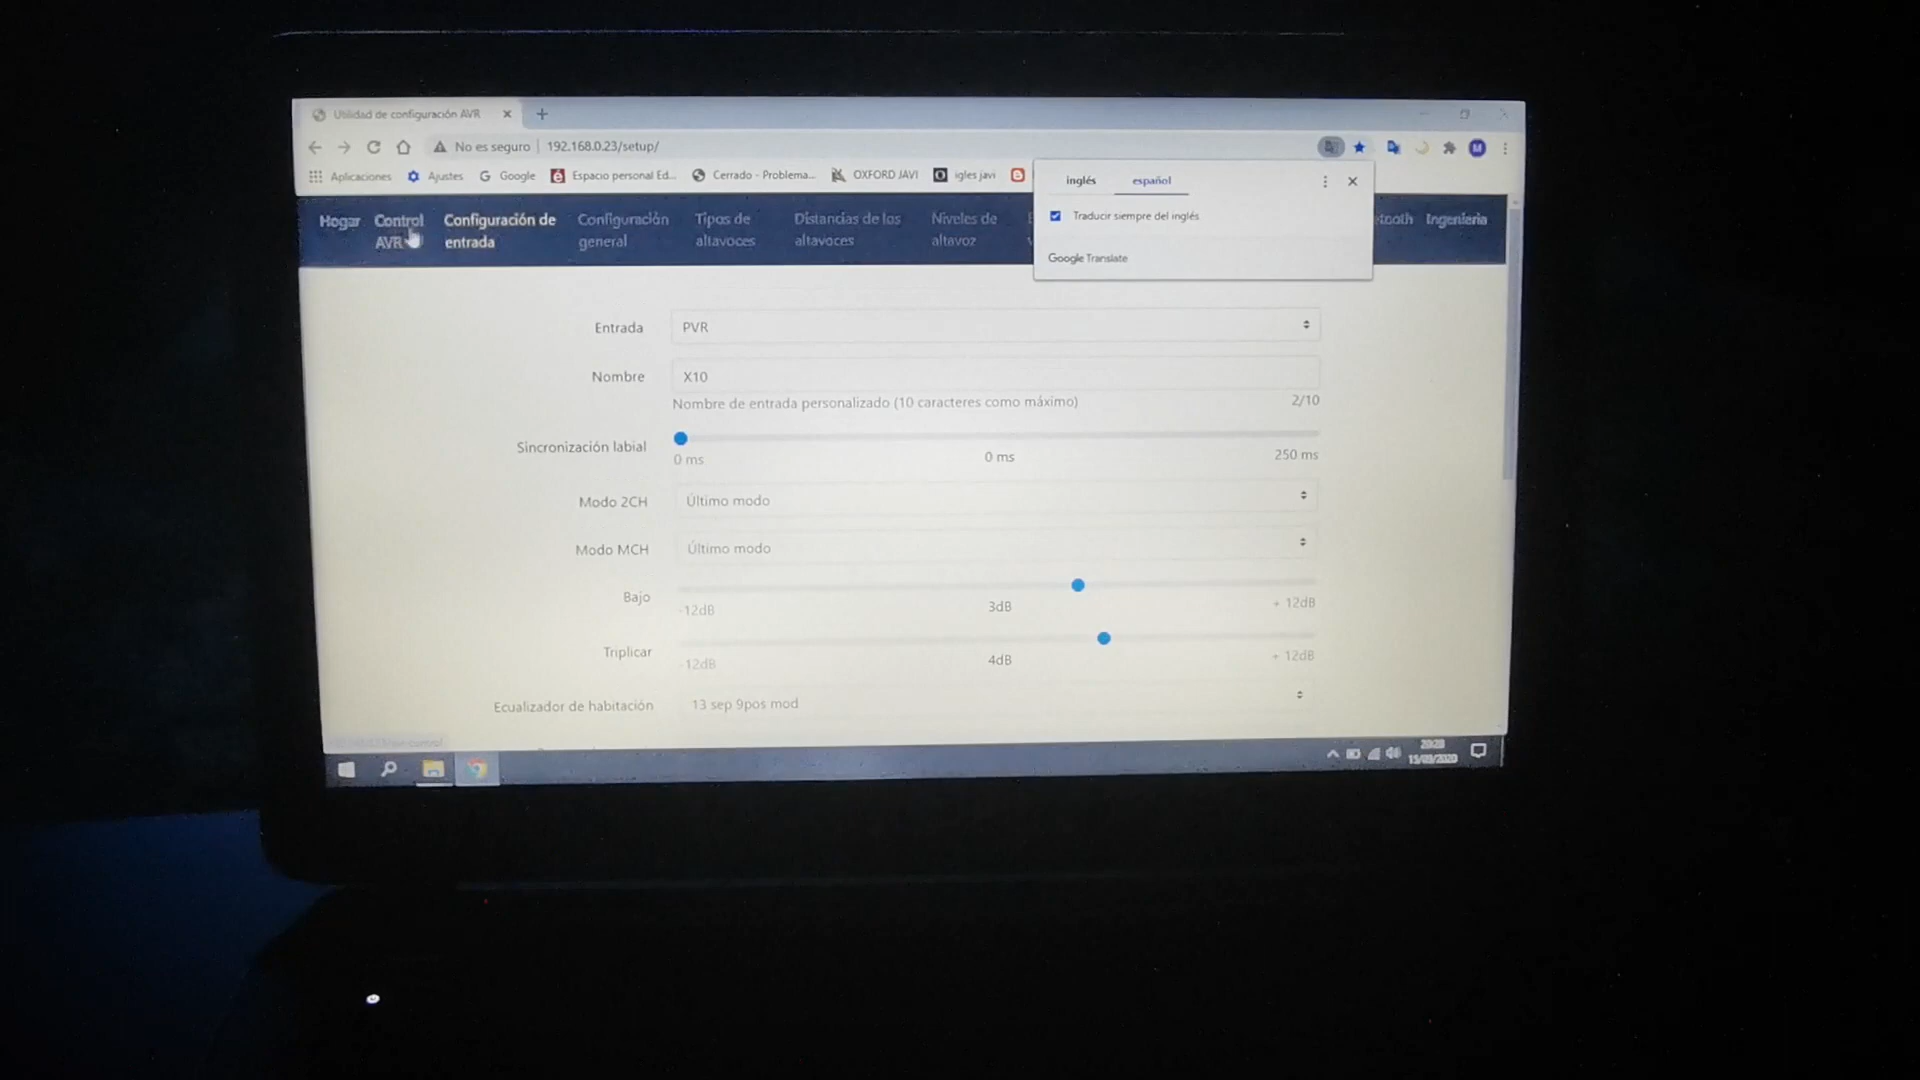 Utilidad de configuración AVR
No es seguro 192.168.0.23/setup/
Aplicaciones Ajustes Google Espacio personal Ed... Cerrado - Problema... OXFORD JAVI igles javi
inglés español
Traducir siempre del inglés
Google Translate
Hogar Control AVR Configuración de entrada Configuración general Tipos de altavoces Distancias de los altavoces Niveles de altavoz Ingeniería
Entrada PVR
Nombre X10
Nombre de entrada personalizado (10 caracteres como máximo) 2/10
Sincronización labial
0 ms 0 ms 250 ms
Modo 2CH Último modo
Modo MCH Último modo
Bajo
-12dB 3dB + 12dB
Triplicar
-12dB 4dB + 12dB
Ecualizador de habitación 13 sep 9pos mod
20:20